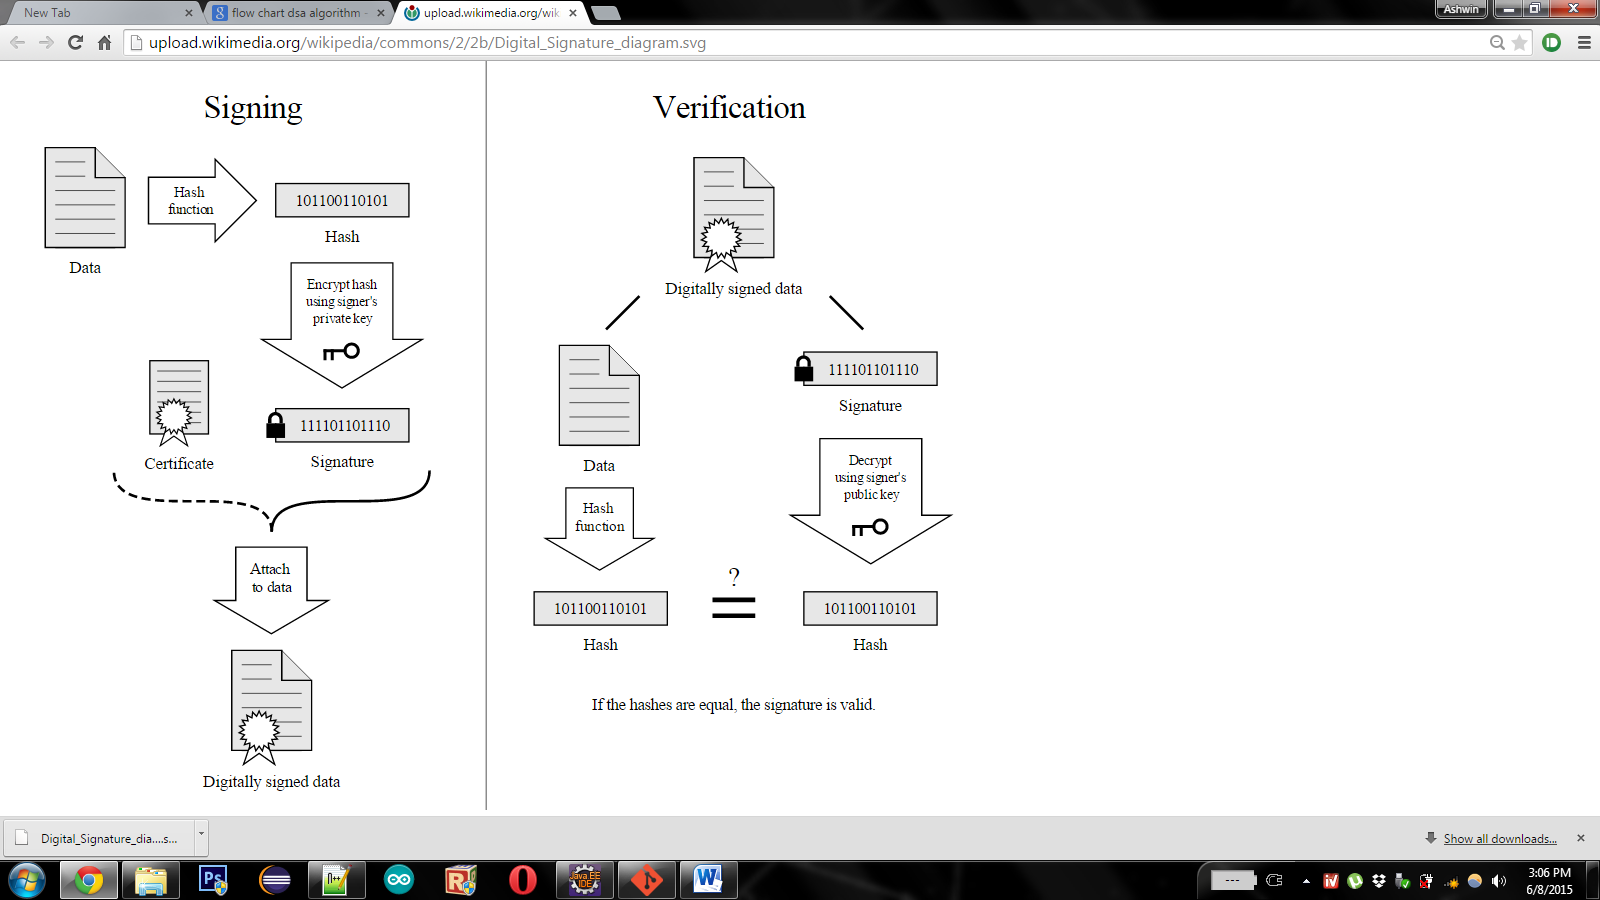 New Tab
flow chart dsa algorithm -
upload.wikimedia.org/wik
Ashwin
upload.wikimedia.org/wikipedia/commons/2/2b/Digital_Signature_diagram.svg
Signing
Hash
function
101100110101
Hash
Data
Encrypt hash
using signer's
private key
111101101110
Certificate
Signature
Attach
to data
Digitally signed data
Verification
Digitally signed data
111101101110
Signature
Data
Decrypt
using signer's
public key
Hash
function
?
101100110101
101100110101
Hash
Hash
If the hashes are equal, the signature is valid.
Digital_Signature_dia....s...
Show all downloads...
Ps
Java EE
IDE
W
---
3:06 PM
6/8/2015